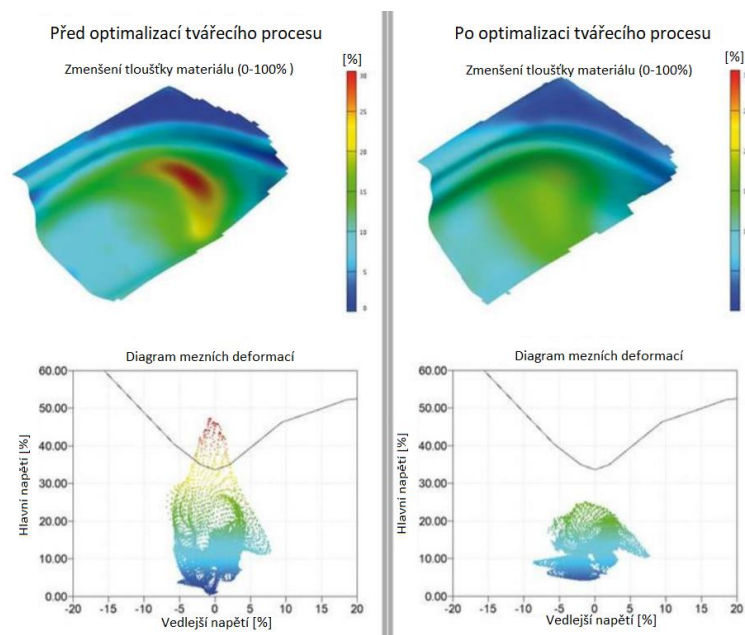 Před optimalizací tvářecího procesu
Zmenšení tloušťky materiálu (0-100% )
[%]
30
25
20
15
10
5
0
Po optimalizaci tvářecího procesu
Zmenšení tloušťky materiálu (0-100%)
[%]
Diagram mezních deformací
60.00
50.00
40.00
30.00
20.00
10.00
0.00
Hlavní napětí [%]
-20 -15 -10 -5 0 5 10 15 20
Vedlejší napětí [%]
Diagram mezních deformací
60.00
50.00
40.00
30.00
20.00
10.00
0.00
Hlavní napětí [%]
-20 -15 -10 -5 0 5 10 15 20
Vedlejší napětí [%]